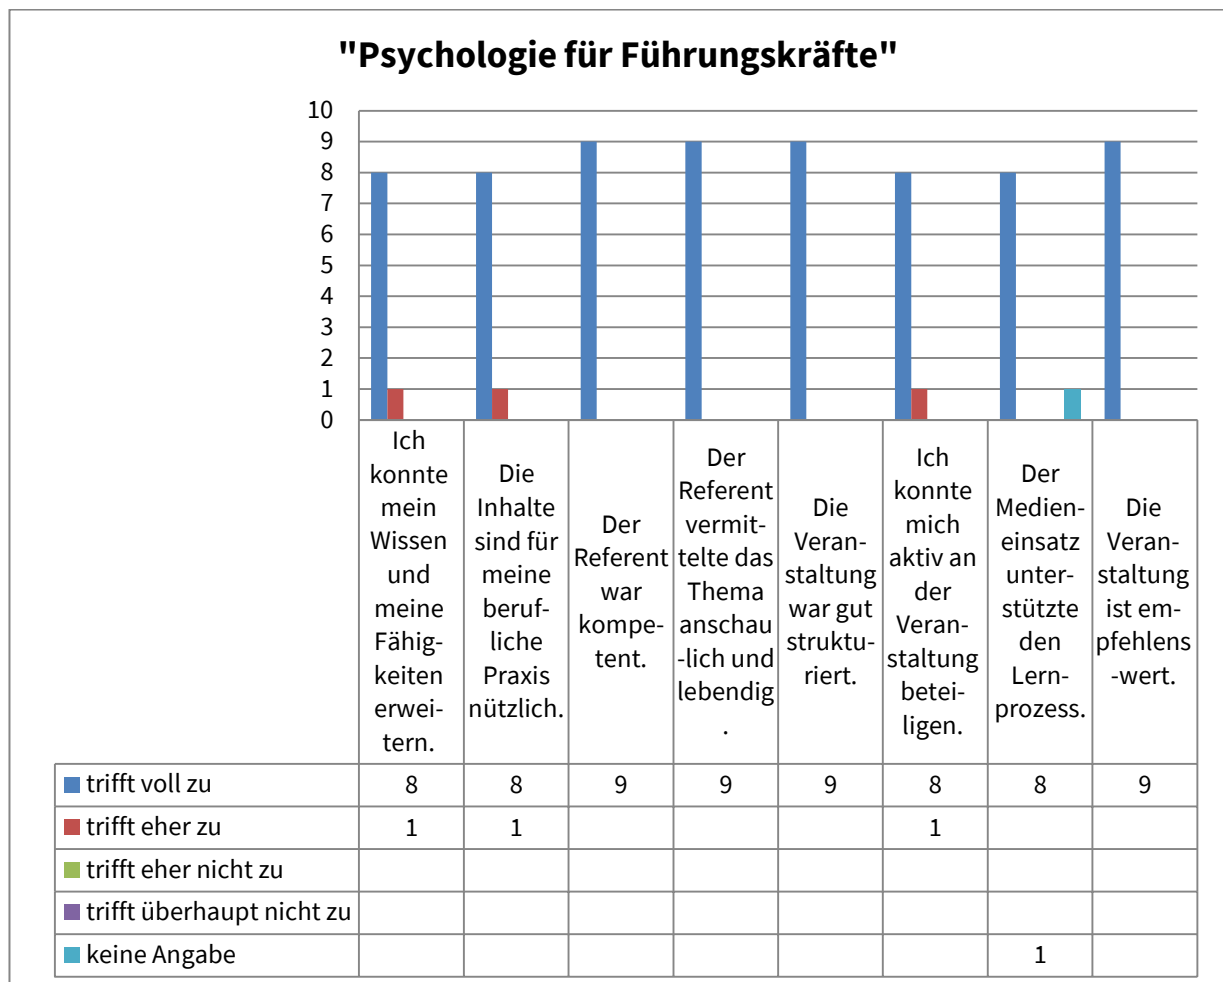 "Psychologie für Führungskräfte"
10
9
8
7
6
5
4
3
2
1
0
Ich
konnte
mein
Wissen
und
meine
Fähig-
keiten
erwei-
tern.
Die
Inhalte
sind für
meine
beruf-
liche
Praxis
nützlich.
Der
Referent
war
kompe-
tent.
Der
Referent
vermit-
telte das
Thema
anschau
-lich und
lebendig
.
Die
Veran-
staltung
war gut
struktu-
riert.
Ich
konnte
mich
aktiv an
der
Veran-
staltung
betei-
ligen.
Der
Medien-
einsatz
unter-
stützte
den
Lern-
prozess.
Die
Veran-
staltung
ist em-
pfehlens
-wert.
trifft voll zu 8 8 9 9 9 8 8 9
trifft eher zu 1 1 1
trifft eher nicht zu
trifft überhaupt nicht zu
keine Angabe 1